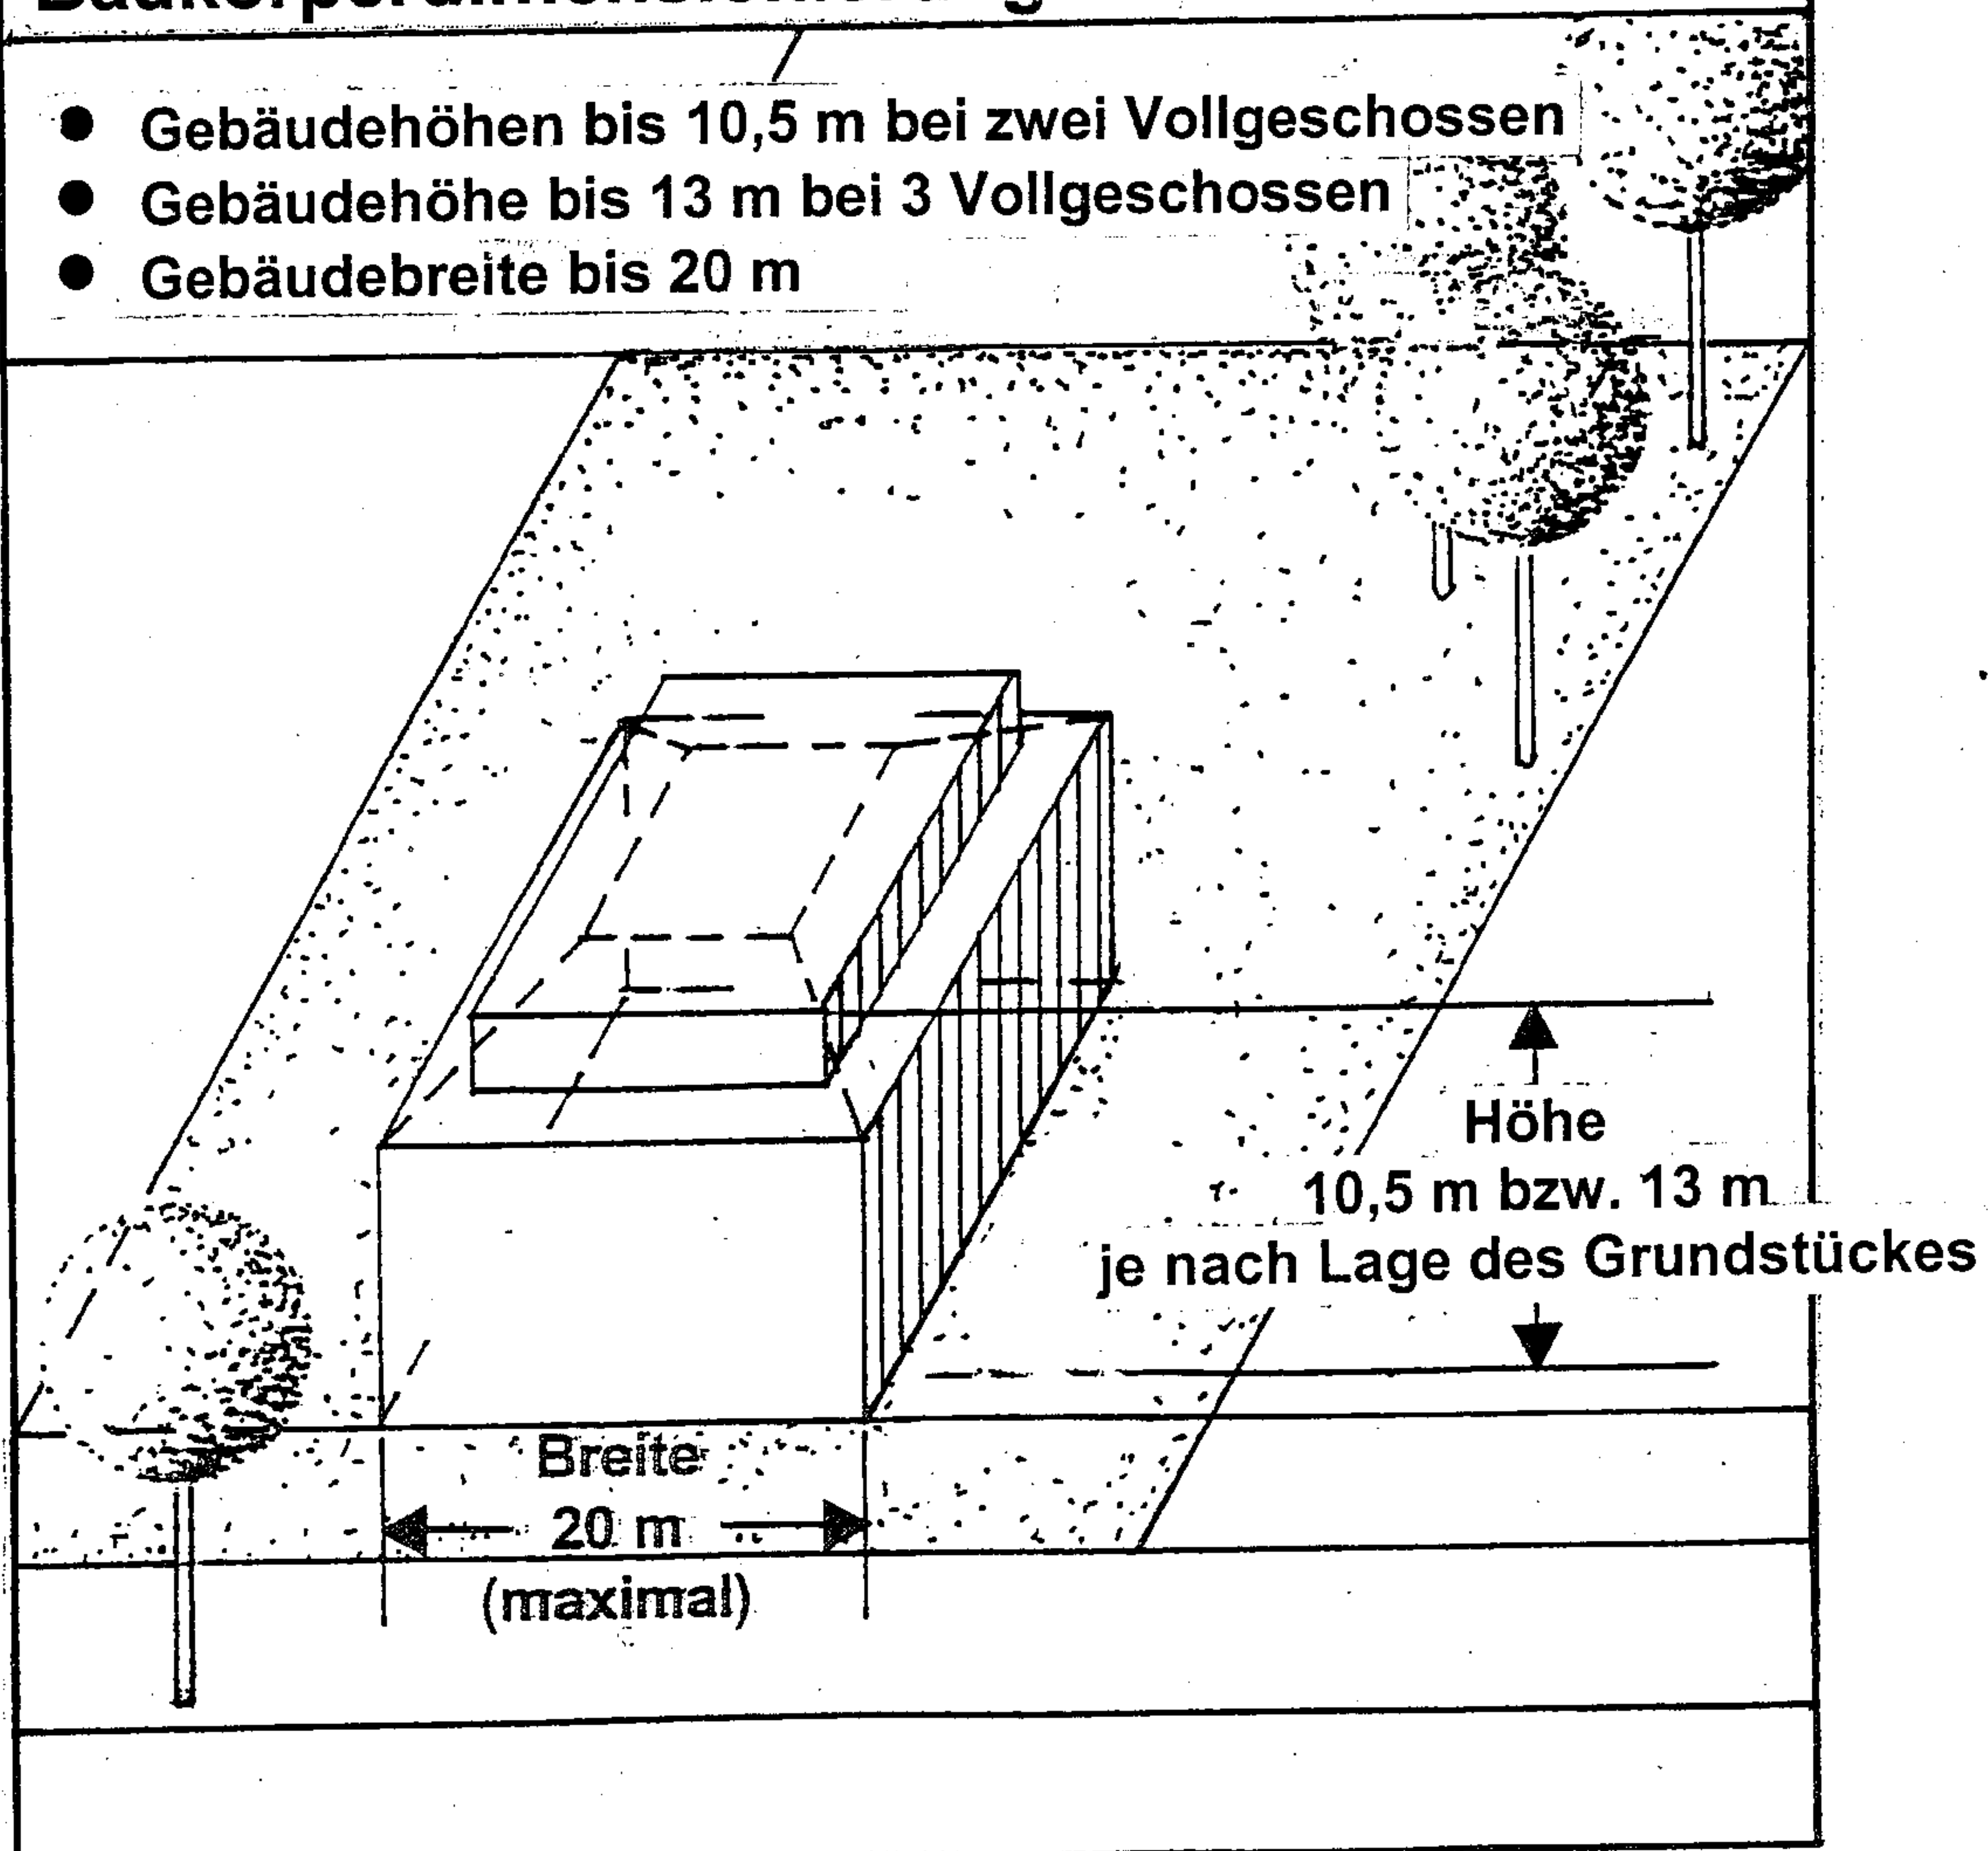 Baukörperdimensionierung
● Gebäudehöhen bis 10,5 m bei zwei Vollgeschossen
● Gebäudehöhe bis 13 m bei 3 Vollgeschossen
● Gebäudebreite bis 20 m
Höhe
10,5 m bzw. 13 m
je nach Lage des Grundstückes
Breite
20 m
(maximal)